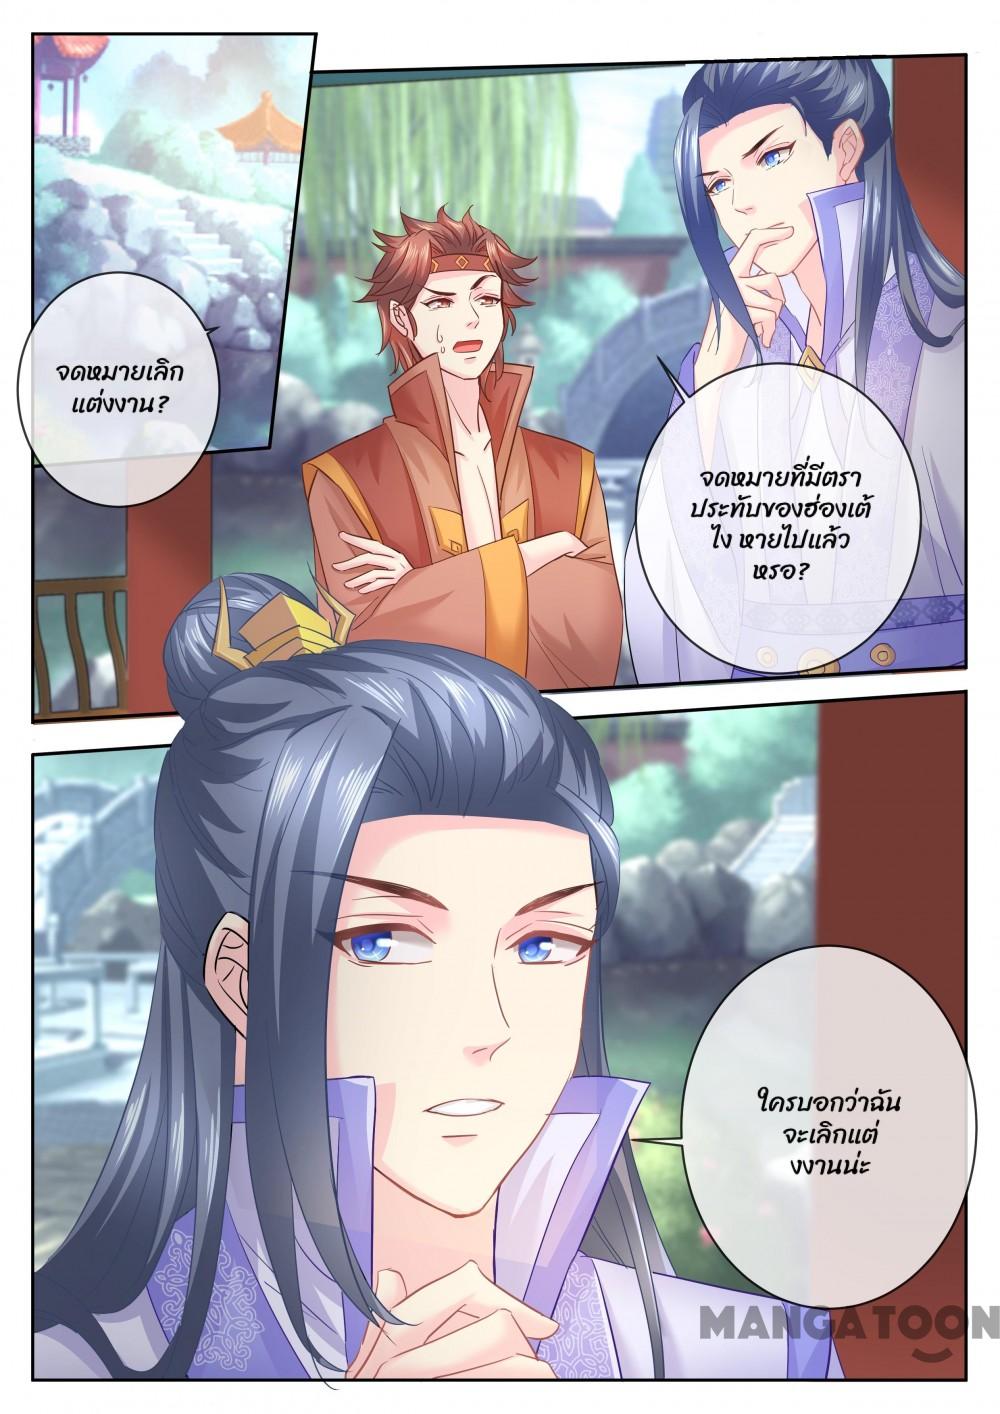 จดหมายเลิก
แต่งงาน?
จดหมายที่มีตรา
ประทับของฮ่องเต้
ไง หายไปแล้ว
หรอ?
ใครบอกว่าฉัน
จะเลิกแต่
งงานน่ะ
MANGATOON